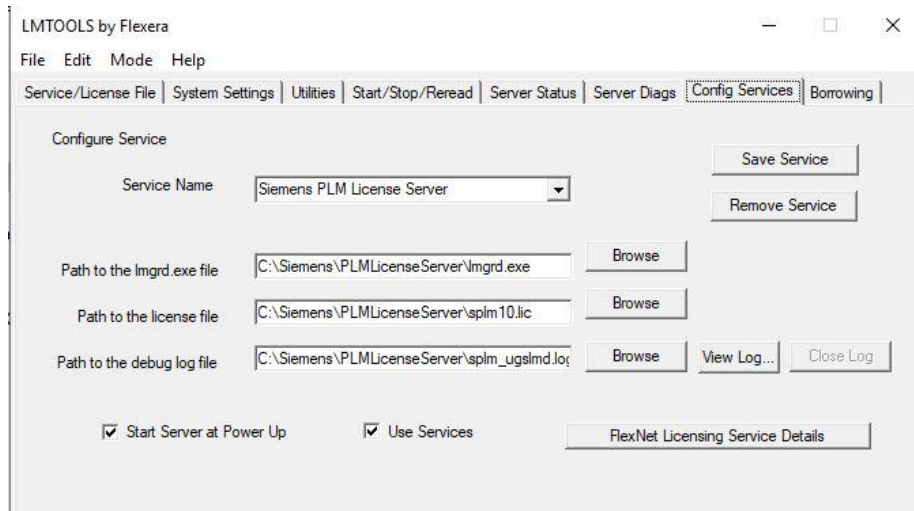 LMTOOLS by Flexera
File Edit Mode Help
Service/License File System Settings Utilities Start/Stop/Reread Server Status Server Diags Config Services Borrowing
Configure Service
Save Service
Service Name Siemens PLM License Server
Remove Service
Path to the lmgrd.exe file C:\Siemens\PLMLicenseServer\lmgrd.exe Browse
Path to the license file C:\Siemens\PLMLicenseServer\splm10.lic Browse
Path to the debug log file C:\Siemens\PLMLicenseServer\splm_ugslmd.log Browse View Log... Close Log
Start Server at Power Up Use Services FlexNet Licensing Service Details